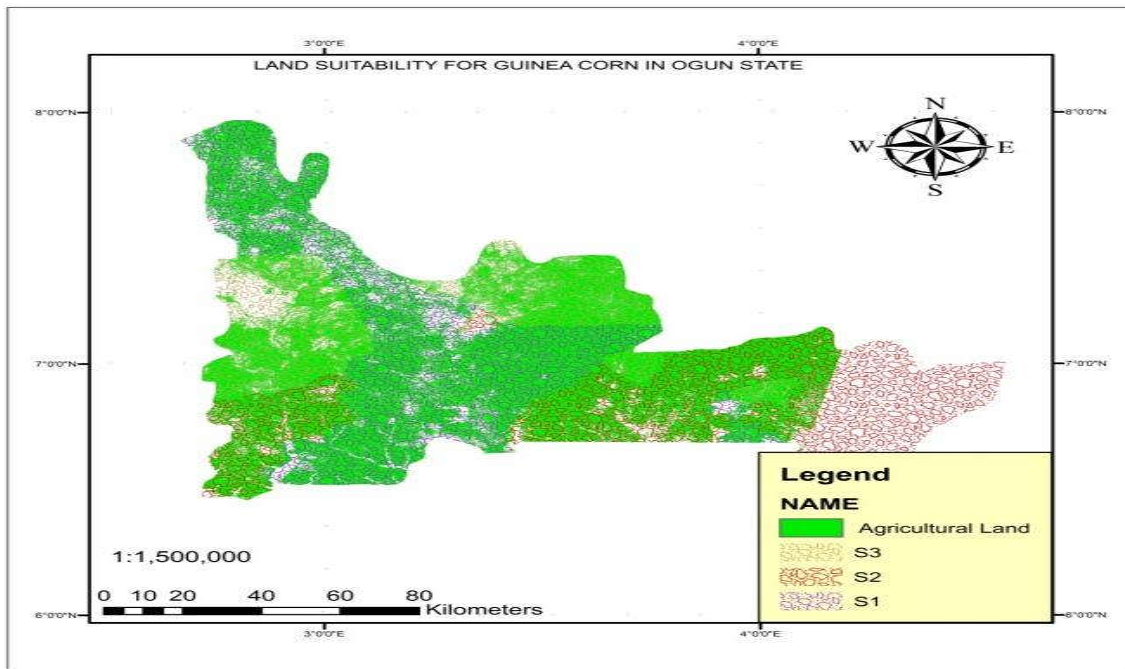 3°0'0"E 4°0'0"E
LAND SUITABILITY FOR GUINEA CORN IN OGUN STATE
8°0'0"N 8°0'0"N
N
W E
S
7°0'0"N 7°0'0"N
Legend
NAME
Agricultural Land
S3
S2
S1
1:1,500,000
0 10 20 40 60 80
Kilometers
6°0'0"N 6°0'0"N
3°0'0"E 4°0'0"E